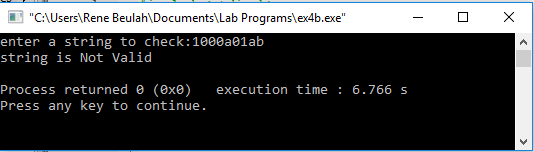 "C:\Users\Rene Beulah\Documents\Lab Programs\ex4b.exe"
enter a string to check:1000a01ab
string is Not Valid
Process returned 0 (0x0)   execution time : 6.766 s
Press any key to continue.